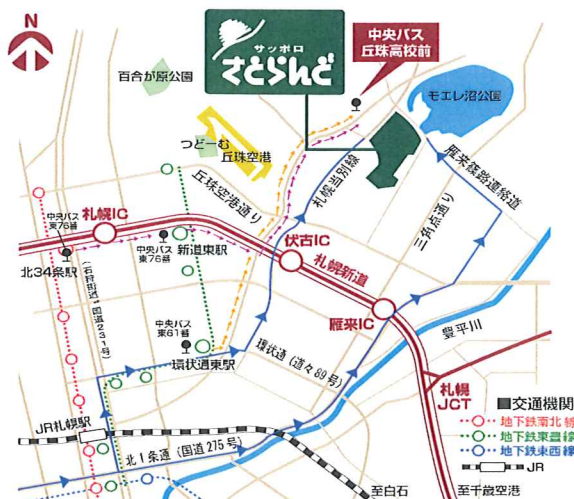 N
サッポロ
さとらんど
中央バス
丘珠高校前
百合が原公園
モエレ沼公園
つどーむ
丘珠空港
丘珠空港通り
札幌当別線
雁来篠路連絡道
三角点通り
札幌IC
中央バス
東76番
中央バス
東76番
新道東駅
北34条駅
伏古IC
札幌新道
(石狩街道:国道231号)
中央バス
東61番
環状通東駅
雁来IC
豊平川
環状通(道々89号)
札幌
JCT
JR札幌駅
北1条通(国道275号)
至白石
至千歳空港
交通機関
地下鉄南北線
地下鉄東豊線
地下鉄東西線
JR